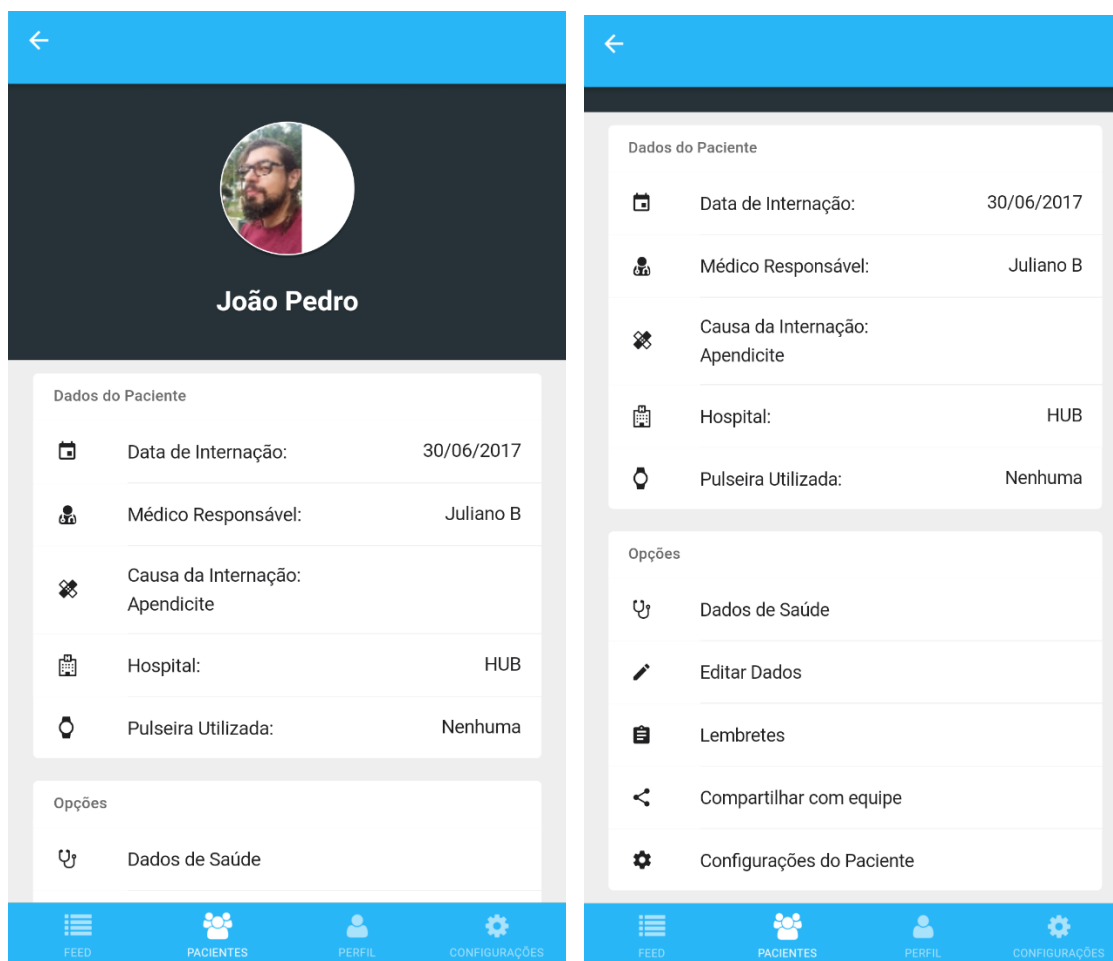 João Pedro
Dados do Paciente
Data de Internação: 30/06/2017
Médico Responsável: Juliano B
Causa da Internação:
Apendicite
Hospital: HUB
Pulseira Utilizada: Nenhuma
Opções
Dados de Saúde
FEED PACIENTES PERFIL CONFIGURAÇÕES
Dados do Paciente
Data de Internação: 30/06/2017
Médico Responsável: Juliano B
Causa da Internação:
Apendicite
Hospital: HUB
Pulseira Utilizada: Nenhuma
Opções
Dados de Saúde
Editar Dados
Lembretes
Compartilhar com equipe
Configurações do Paciente
FEED PACIENTES PERFIL CONFIGURAÇÕES